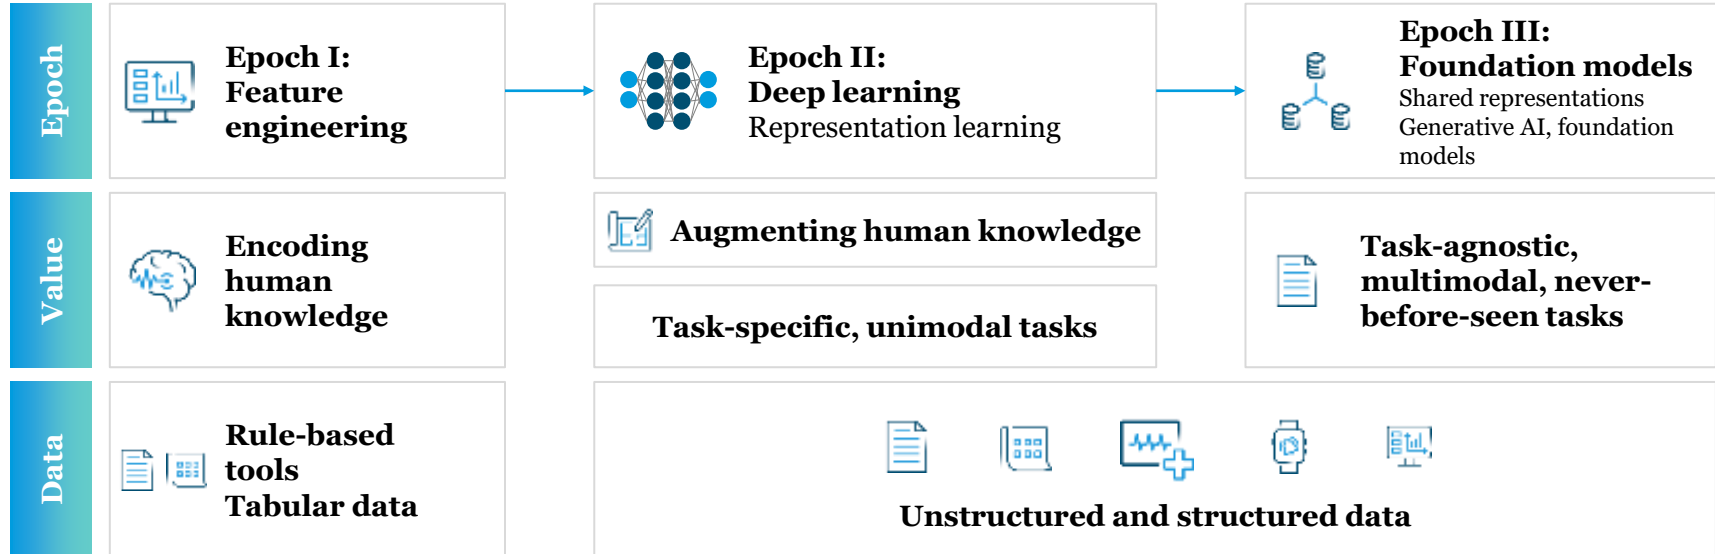 Epoch
Epoch I:
Feature
engineering
Epoch II:
Deep learning
Representation learning
Epoch III:
Foundation models
Shared representations
Generative AI, foundation
models
Value
Encoding
human
knowledge
Augmenting human knowledge
Task-specific, unimodal tasks
Task-agnostic,
multimodal, never-
before-seen tasks
Data
Rule-based
tools
Tabular data
Unstructured and structured data